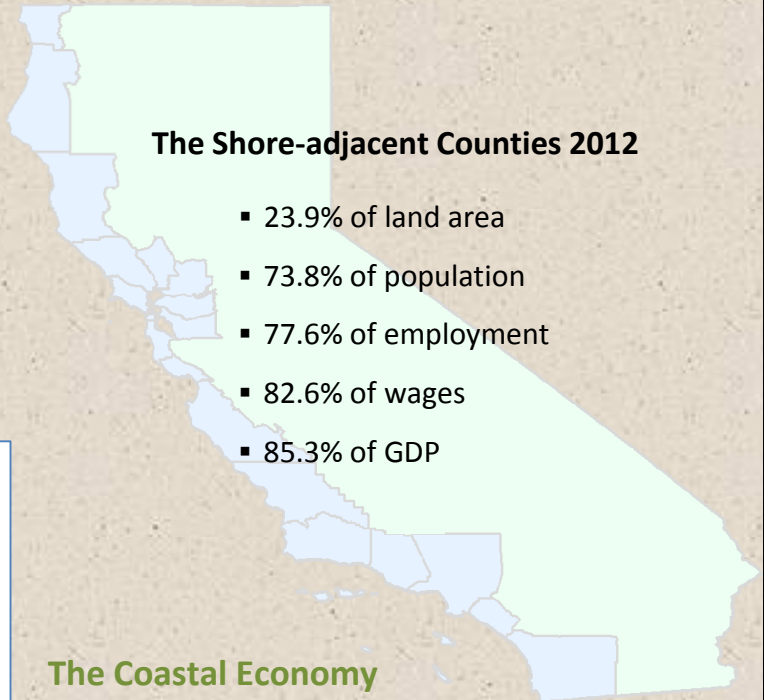 The Shore-adjacent Counties 2012
▪ 23.9% of land area
▪ 73.8% of population
▪ 77.6% of employment
▪ 82.6% of wages
▪ 85.3% of GDP
The Coastal Economy